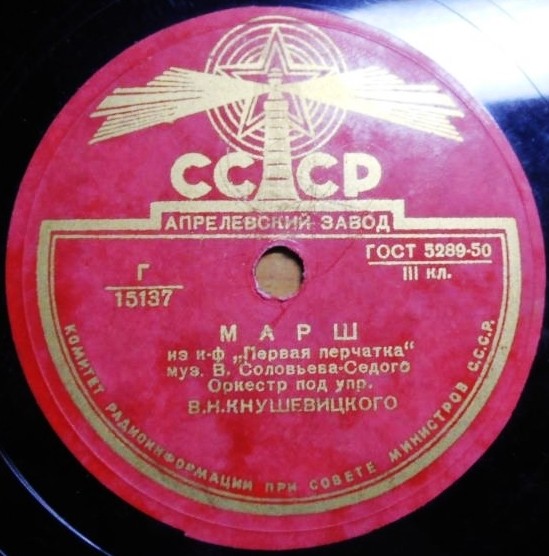 СССР
АПРЕЛЕВСКИЙ ЗАВОД
ГОСТ 5289-50
III кл.
Г
15137
МАРШ
из к-ф „Первая перчатка“
муз. В. Соловьева-Седого
Оркестр под упр.
В.Н.КНУШЕВИЦКОГО
КОМИТЕТ РАДИОИНФОРМАЦИИ ПРИ СОВЕТЕ МИНИСТРОВ С.С.С.Р.